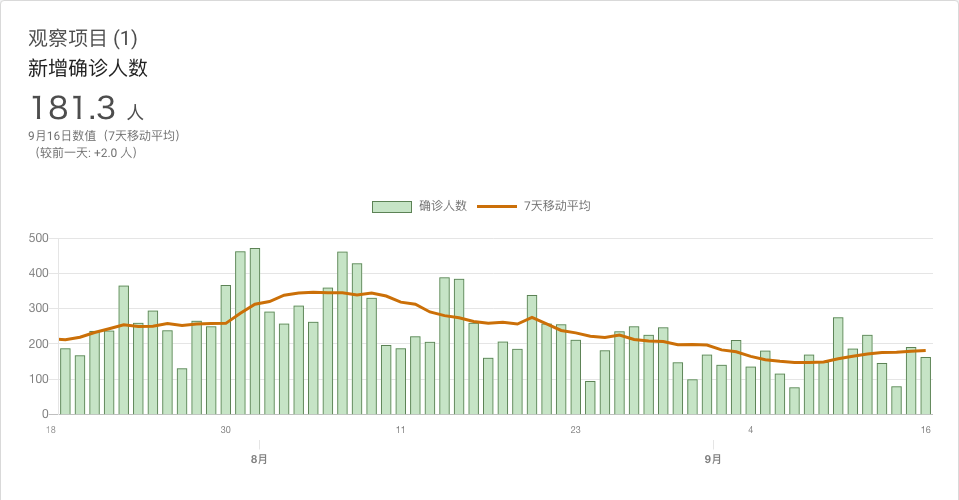 观察项目 (1)
新增确诊人数
181.3 人
9月16日数值（7天移动平均）
（较前一天: +2.0 人）
确诊人数 7天移动平均
500
400
300
200
100
0
18 30 11 23 4 16
8月 9月